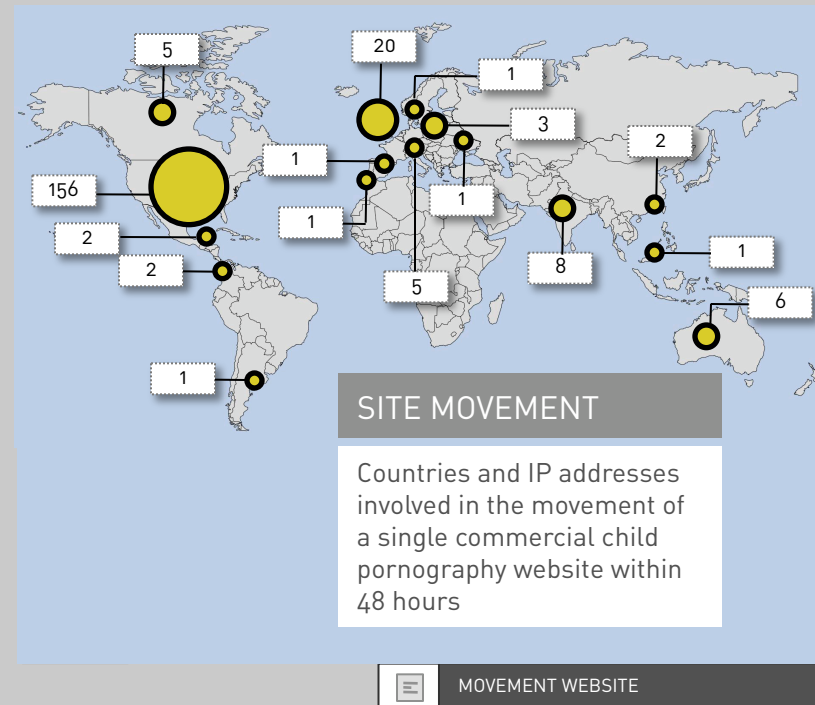 5
20
1
3
2
1
156
1
1
2
2
8
1
5
6
1
SITE MOVEMENT
Countries and IP addresses
involved in the movement of
a single commercial child
pornography website within
48 hours
MOVEMENT WEBSITE